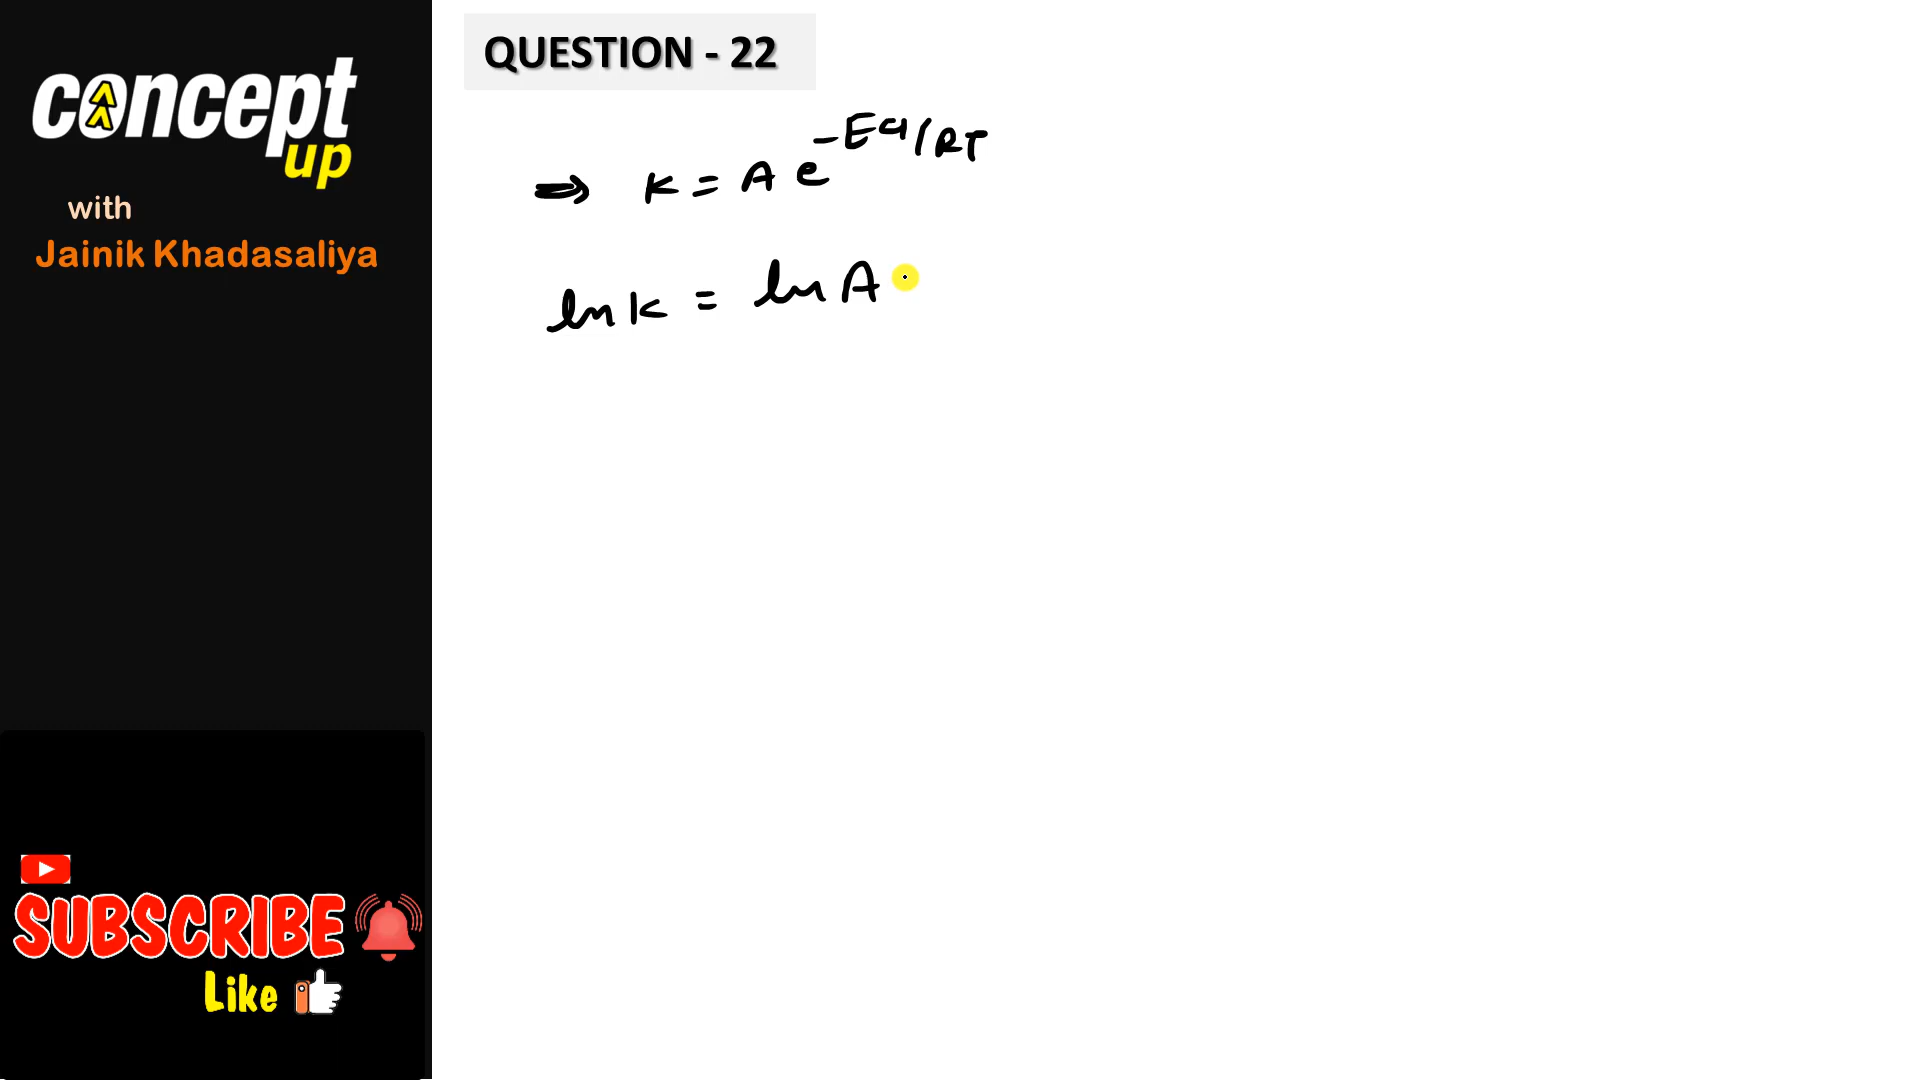 concept
up
with
Jainik Khadasaliya
QUESTION - 22
⇒ K = A e^{-Ea/RT}
ln K = ln A
SUBSCRIBE
Like